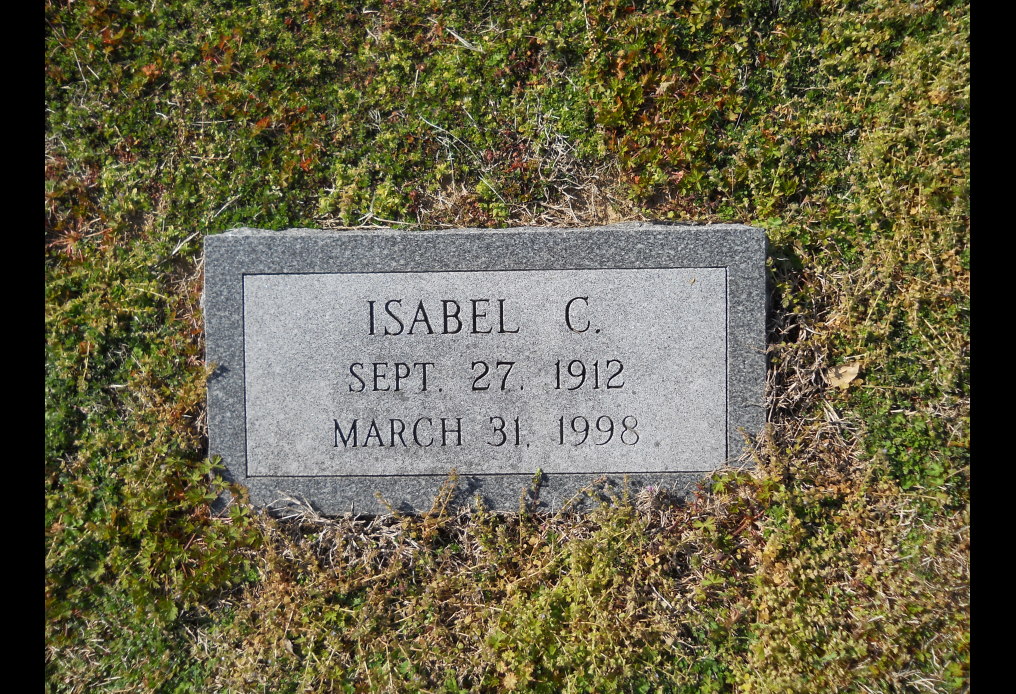 ISABEL C.
SEPT. 27. 1912
MARCH 31, 1998